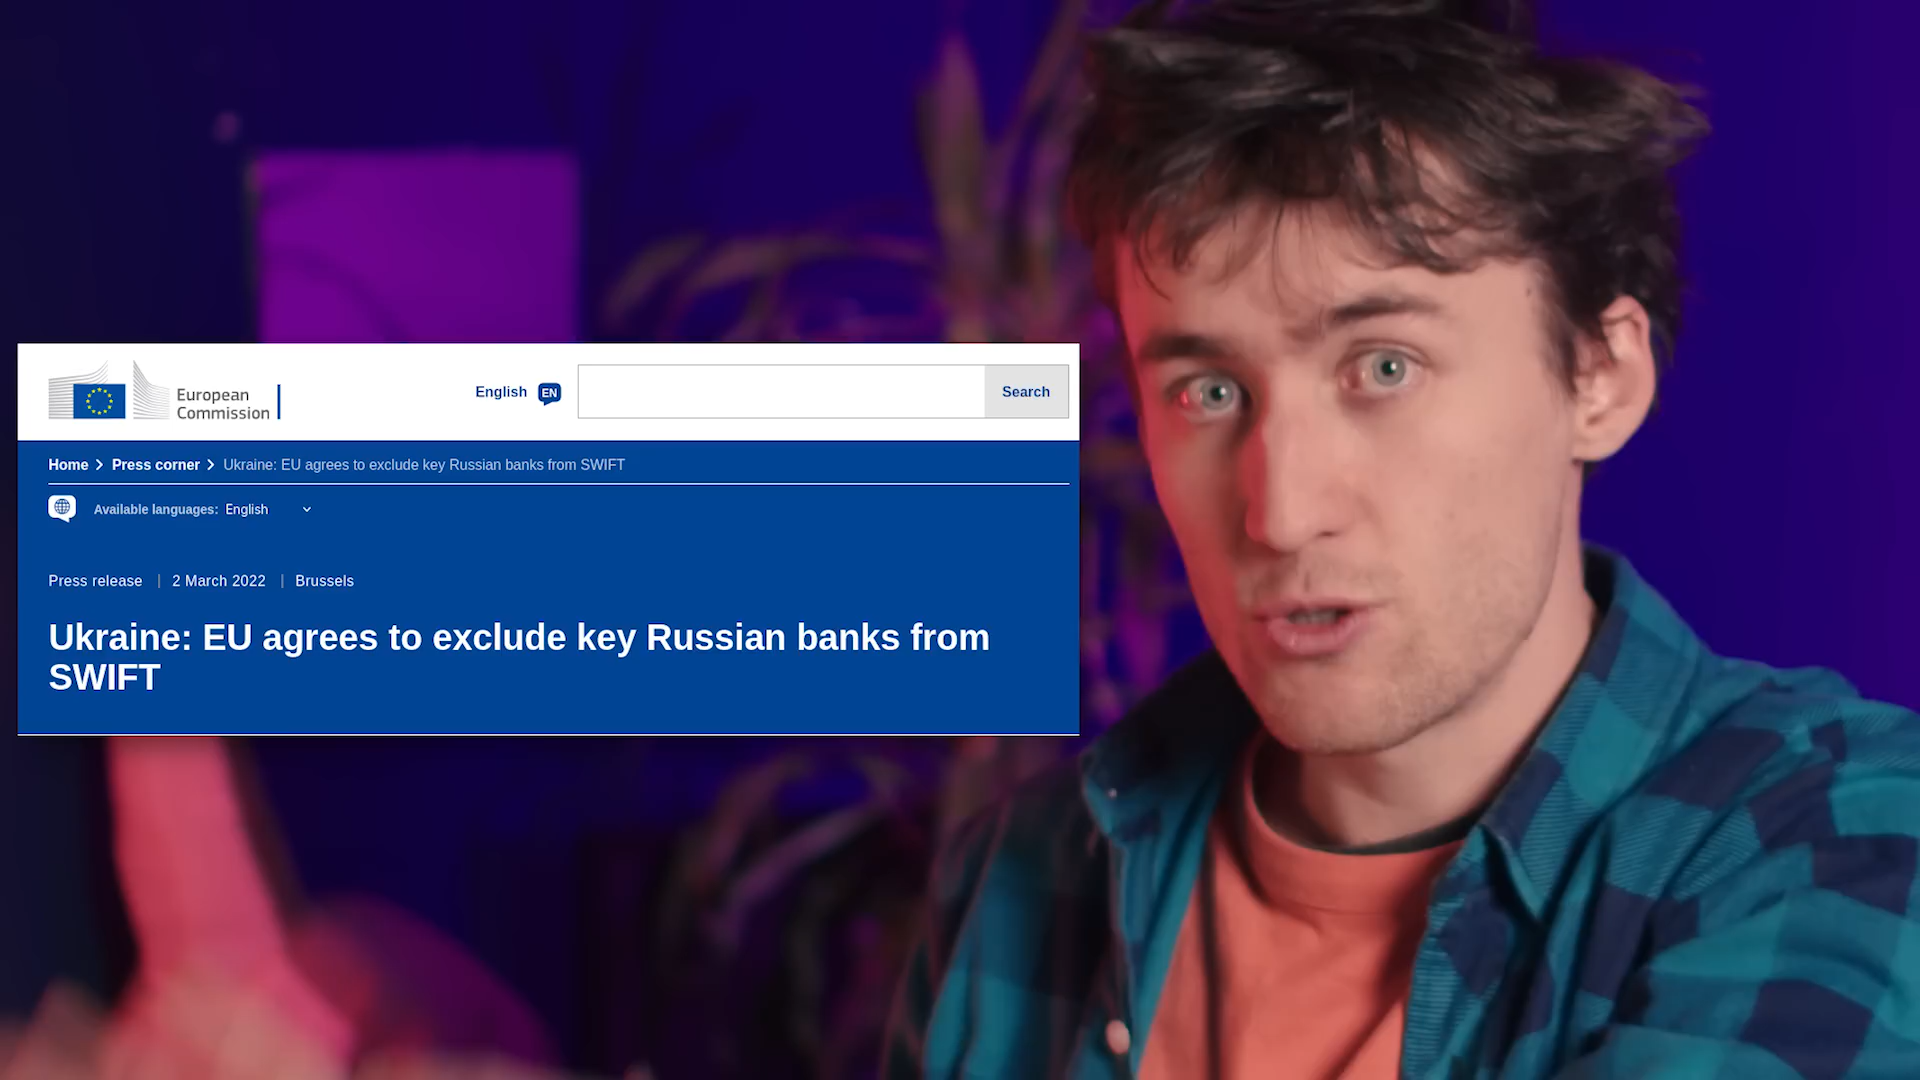 European
Commission
English EN
Search
Home Press corner Ukraine: EU agrees to exclude key Russian banks from SWIFT
Available languages: English
Press release | 2 March 2022 | Brussels
Ukraine: EU agrees to exclude key Russian banks from
SWIFT